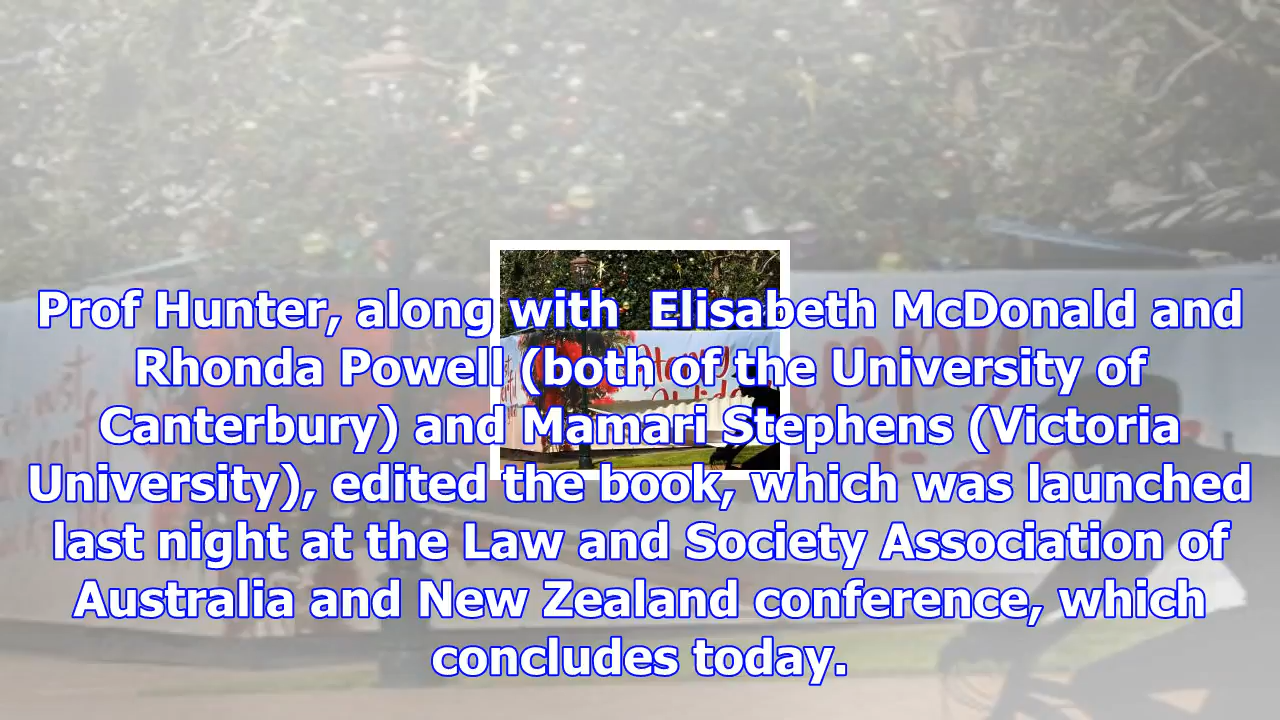 Prof Hunter, along with Elisabeth McDonald and
Rhonda Powell (both of the University of
Canterbury) and Mamari Stephens (Victoria
University), edited the book, which was launched
last night at the Law and Society Association of
Australia and New Zealand conference, which
concludes today.
Happy